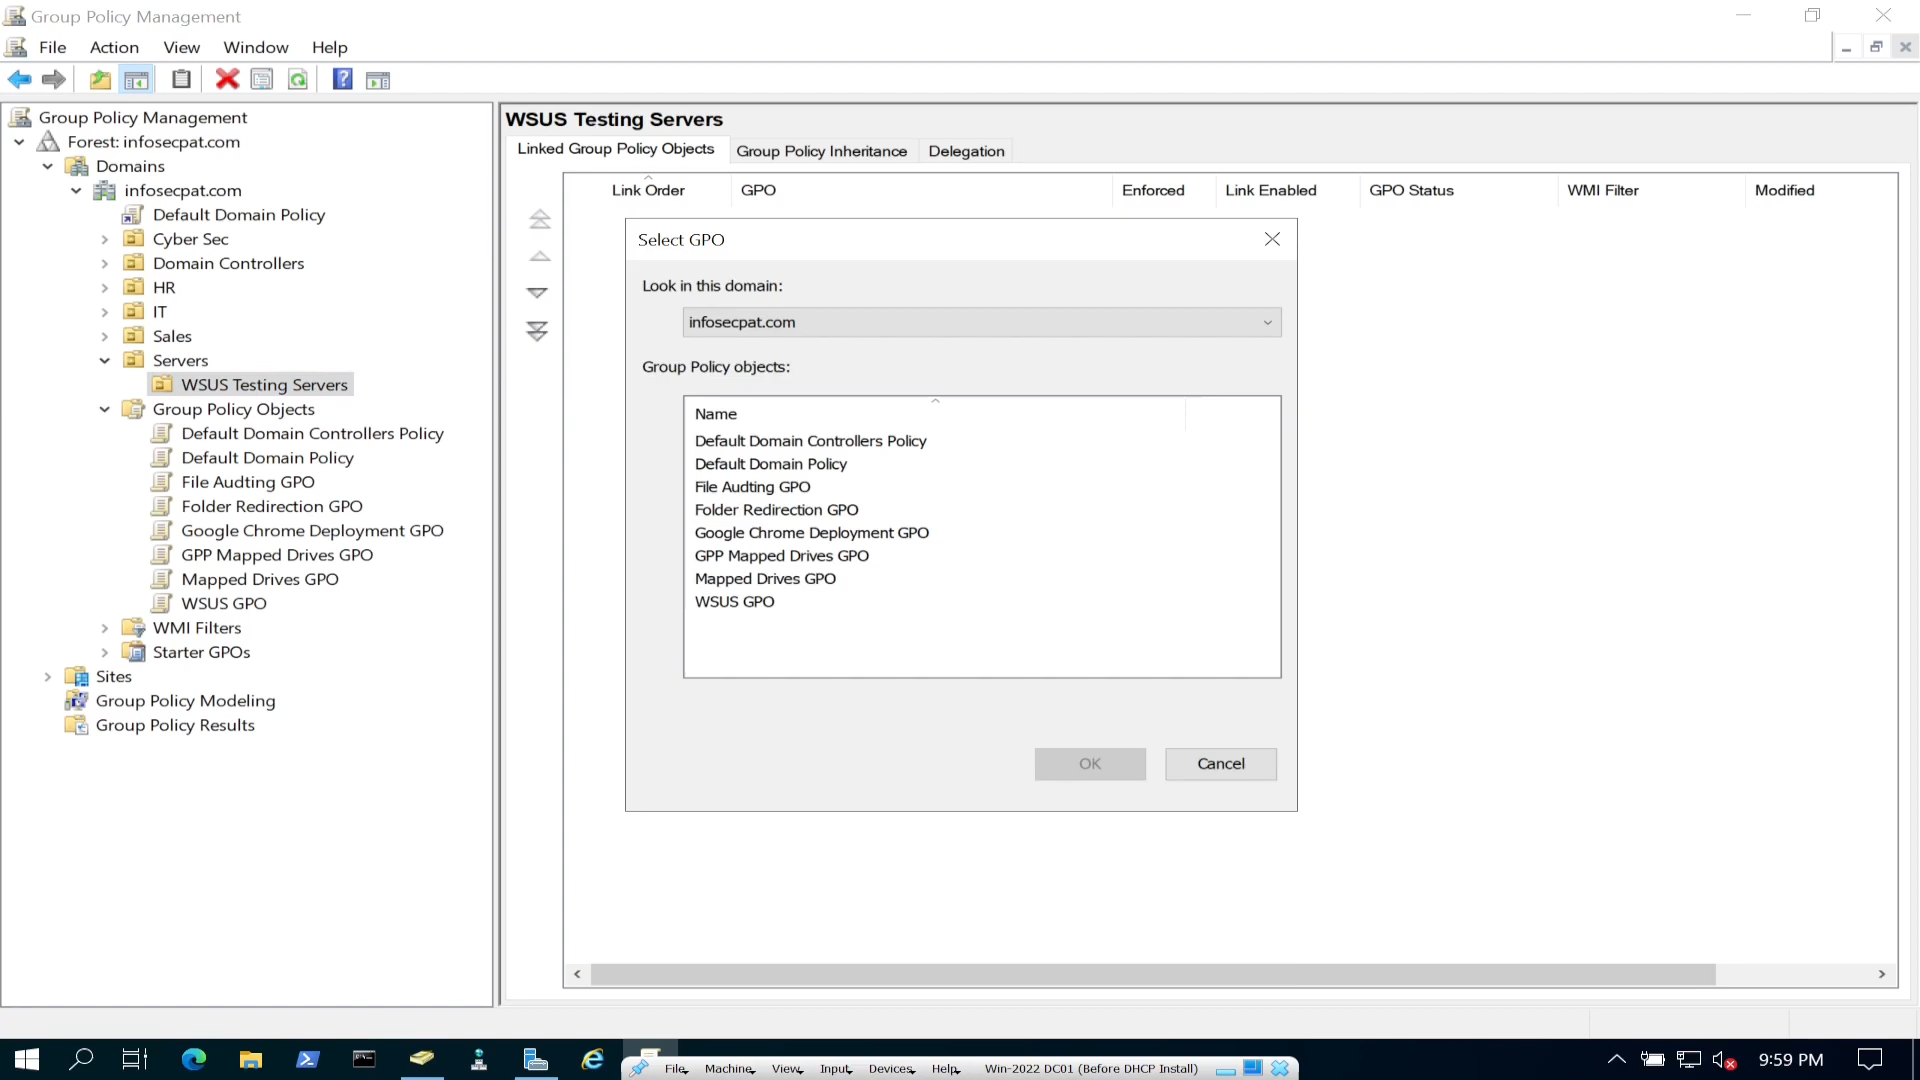 Group Policy Management
File Action View Window Help
Group Policy Management
Forest: infosecpat.com
Domains
infosecpat.com
Default Domain Policy
Cyber Sec
Domain Controllers
HR
IT
Sales
Servers
WSUS Testing Servers
Group Policy Objects
Default Domain Controllers Policy
Default Domain Policy
File Audting GPO
Folder Redirection GPO
Google Chrome Deployment GPO
GPP Mapped Drives GPO
Mapped Drives GPO
WSUS GPO
WMI Filters
Starter GPOs
Sites
Group Policy Modeling
Group Policy Results
WSUS Testing Servers
Linked Group Policy Objects Group Policy Inheritance Delegation
Link Order GPO Enforced Link Enabled GPO Status WMI Filter Modified
Select GPO
Look in this domain:
infosecpat.com
Group Policy objects:
Name
Default Domain Controllers Policy
Default Domain Policy
File Audting GPO
Folder Redirection GPO
Google Chrome Deployment GPO
GPP Mapped Drives GPO
Mapped Drives GPO
WSUS GPO
OK Cancel
File Machine View Input Devices Help Win-2022 DC01 (Before DHCP Install)
9:59 PM